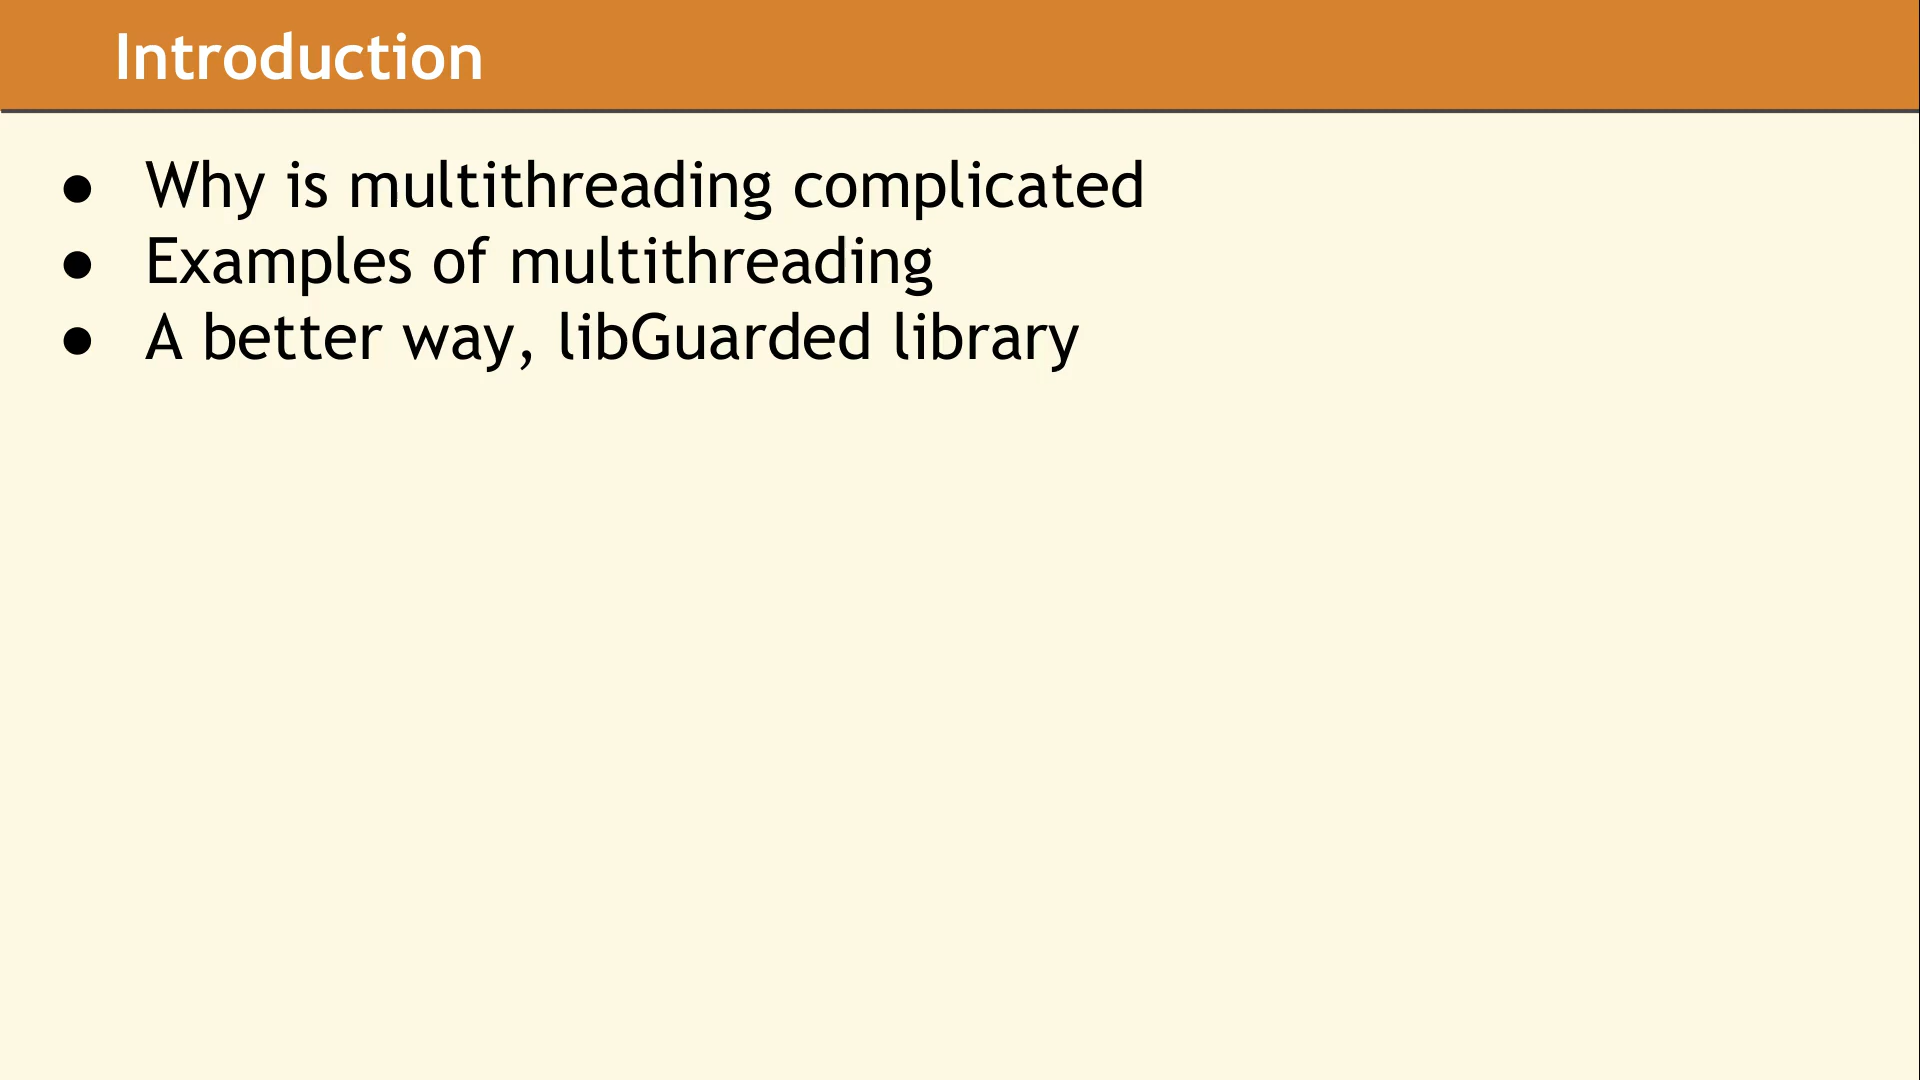 Introduction
● Why is multithreading complicated
● Examples of multithreading
● A better way, libGuarded library